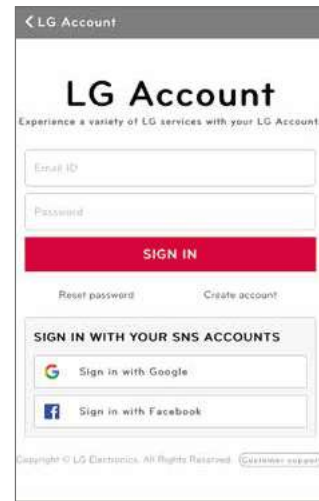 LG Account
LG Account
Experience a variety of LG services with your LG Account
Email ID
Password
SIGN IN
Reset password Create account
SIGN IN WITH YOUR SNS ACCOUNTS
Sign in with Google
Sign in with Facebook
Copyright © LG Electronics. All Rights Reserved. Customer support